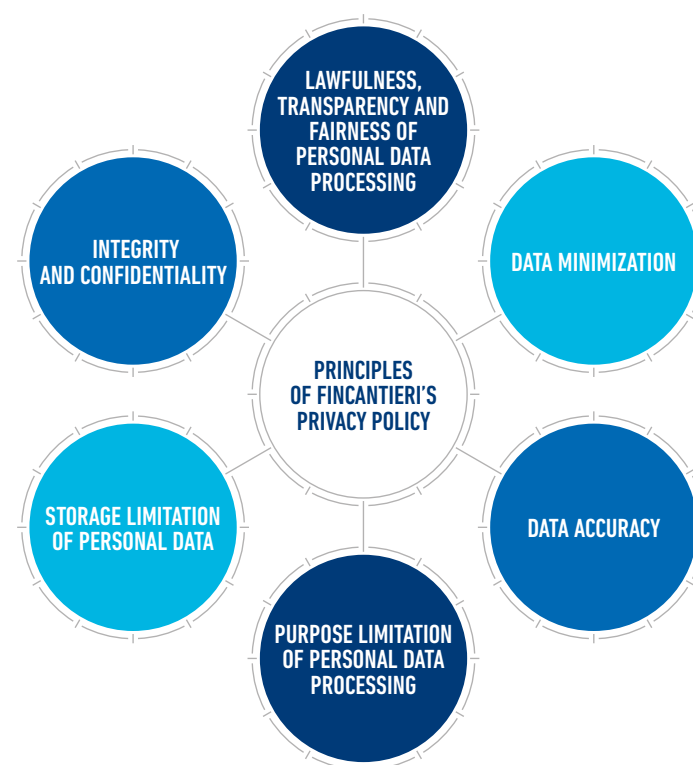 LAWFULNESS,
TRANSPARENCY AND
FAIRNESS OF
PERSONAL DATA
PROCESSING
INTEGRITY
AND CONFIDENTIALITY
DATA MINIMIZATION
PRINCIPLES
OF FINCANTIERI'S
PRIVACY POLICY
STORAGE LIMITATION
OF PERSONAL DATA
DATA ACCURACY
PURPOSE LIMITATION
OF PERSONAL DATA
PROCESSING